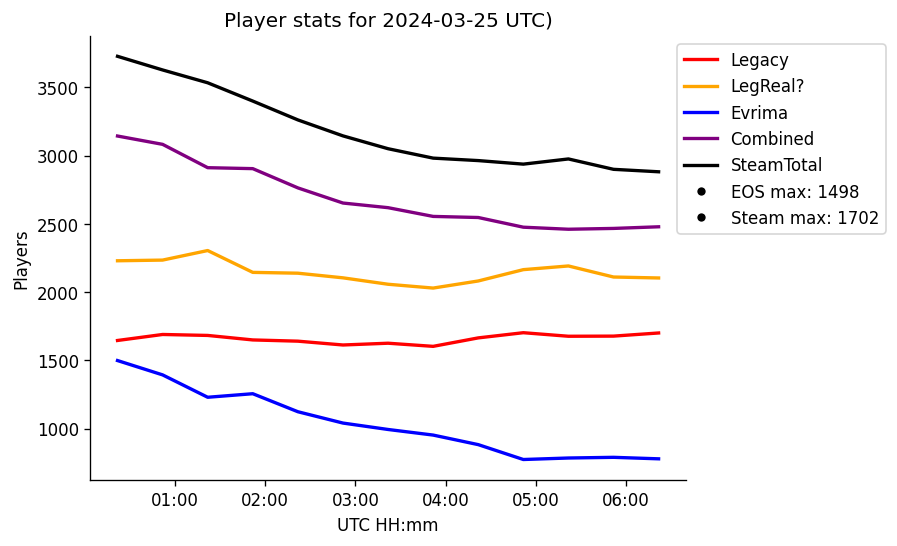 Player stats for 2024-03-25 UTC)
Legacy
LegReal?
Evrima
Combined
SteamTotal
EOS max: 1498
Steam max: 1702
Players
3500
3000
2500
2000
1500
1000
01:00 02:00 03:00 04:00 05:00 06:00
UTC HH:mm